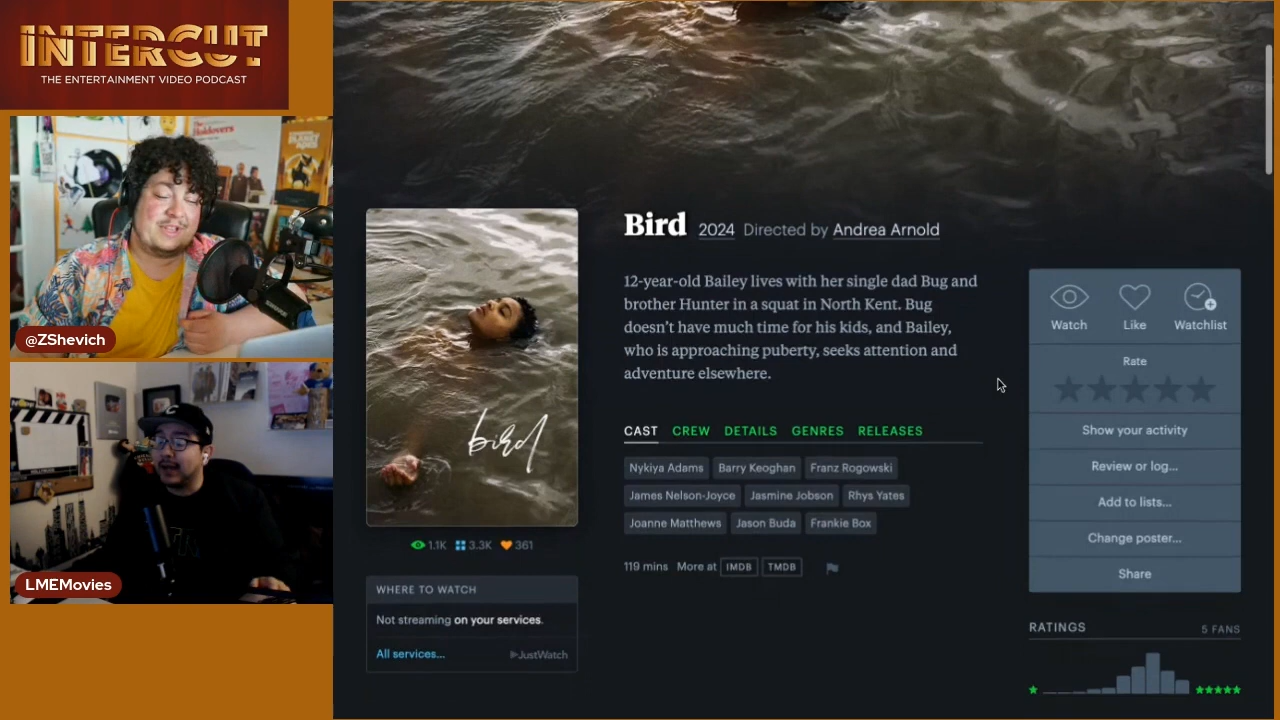 INTERCUT
THE ENTERTAINMENT VIDEO PODCAST
The
Holdovers
@ZShevich
LMEMovies
bird
1.1K 3.3K 361
WHERE TO WATCH
Not streaming on your services.
All services... JustWatch
Bird 2024 Directed by Andrea Arnold
12-year-old Bailey lives with her single dad Bug and
brother Hunter in a squat in North Kent. Bug
doesn’t have much time for his kids, and Bailey,
who is approaching puberty, seeks attention and
adventure elsewhere.
CAST CREW DETAILS GENRES RELEASES
Nykiya Adams Barry Keoghan Franz Rogowski
James Nelson-Joyce Jasmine Jobson Rhys Yates
Joanne Matthews Jason Buda Frankie Box
119 mins More at IMDB TMDB
Watch Like Watchlist
Rate
Show your activity
Review or log...
Add to lists...
Change poster...
Share
RATINGS 5 FANS